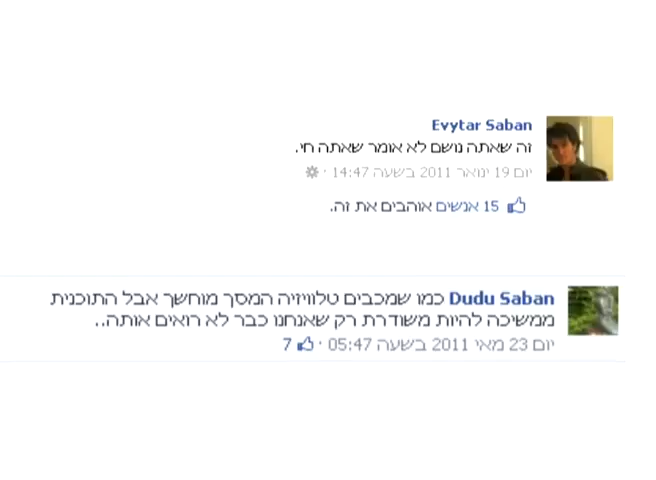 Evytar Saban
זה שאתה נושם לא אומר שאתה חי.
יום 19 ינואר 2011 בשעה 14:47 ·
15 אנשים אוהבים את זה.
Dudu Saban כמו שמכבים טלוויזיה המסך מוחשך אבל התוכנית
ממשיכה להיות משודרת רק שאנחנו כבר לא רואים אותה..
יום 23 מאי 2011 בשעה 05:47 · 7